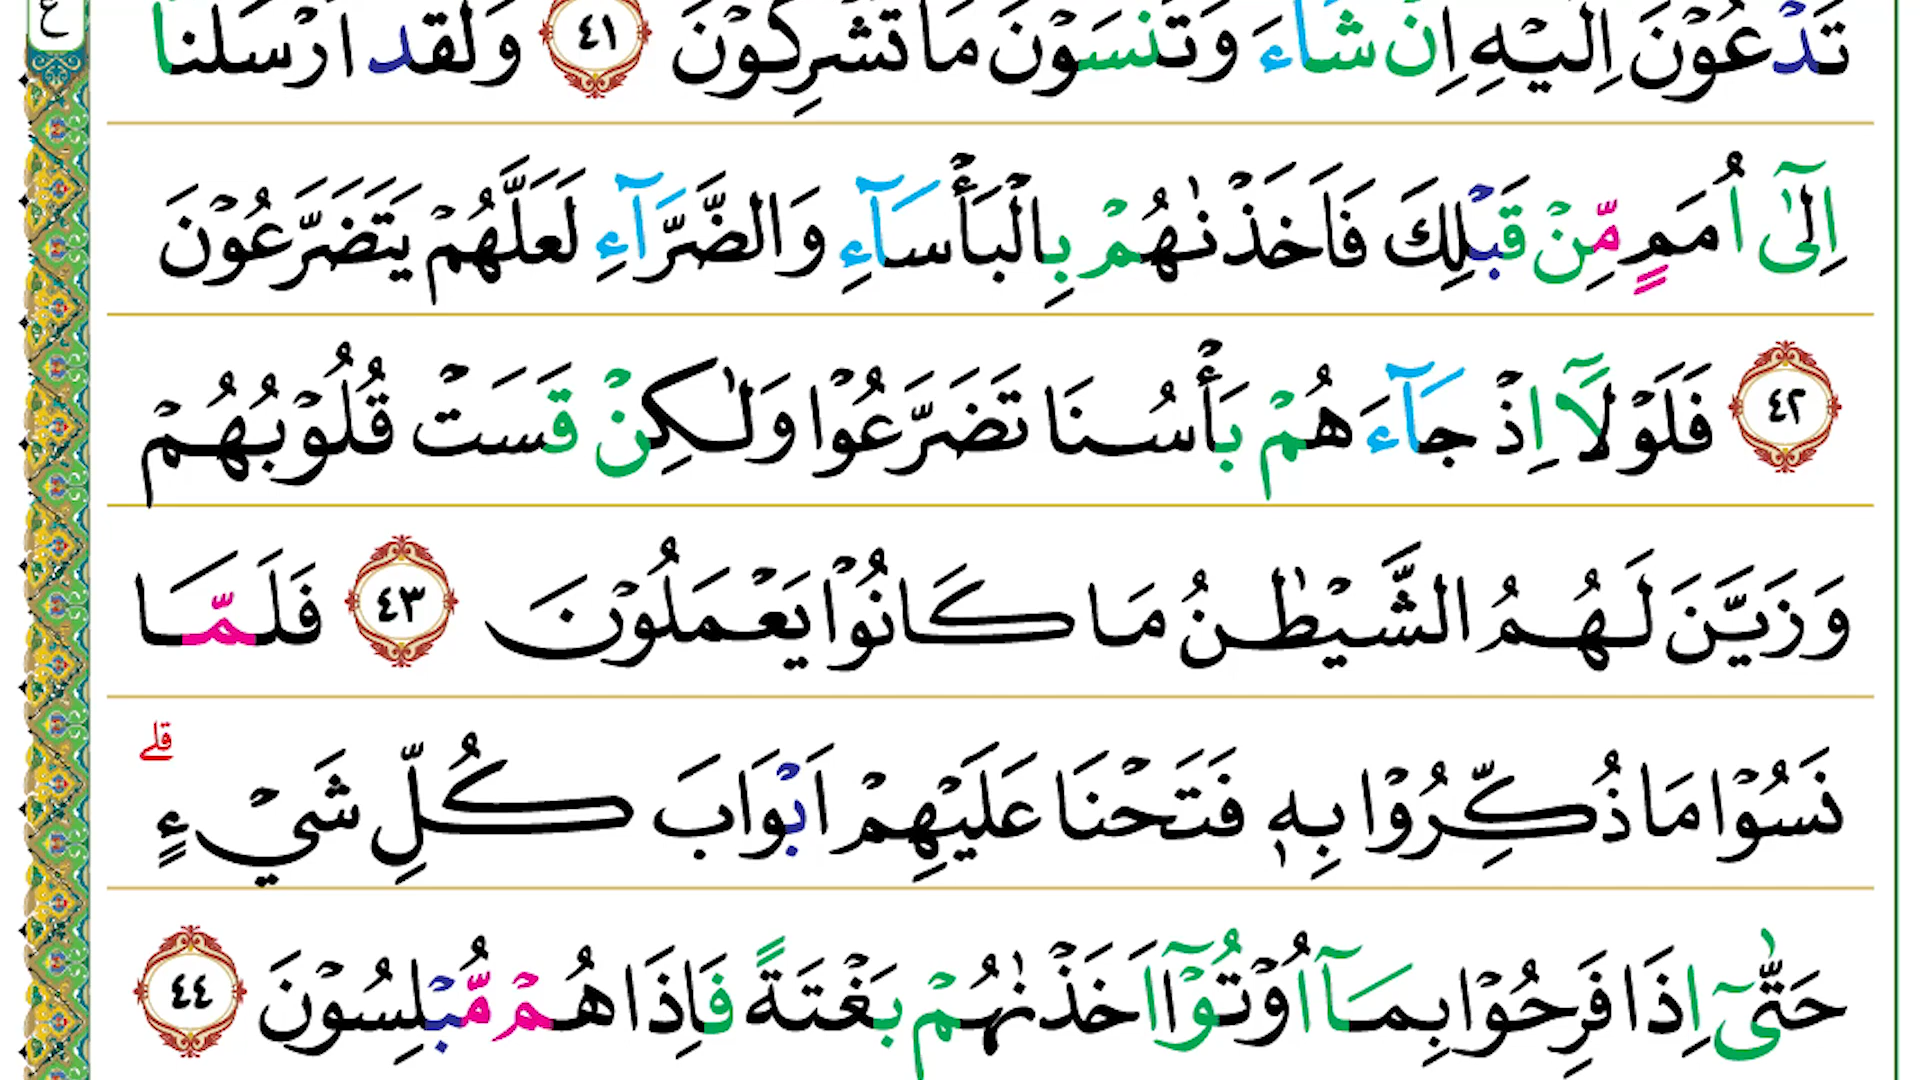 ع
تَدْعُوْنَ اِلَيْهِ اِنْ شَآءَ وَتَنْسَوْنَ مَا تُشْرِكُوْنَ ٤١ وَلَقَدْ اَرْسَلْنَا
اِلٰٓى اُمَمٍ مِّنْ قَبْلِكَ فَاَخَذْنٰهُمْ بِالْبَأْسَآءِ وَالضَّرَّآءِ لَعَلَّهُمْ يَتَضَرَّعُوْنَ
٤٢ فَلَوْلَآ اِذْ جَآءَهُمْ بَأْسُنَا تَضَرَّعُوْا وَلٰكِنْ قَسَتْ قُلُوْبُهُمْ
وَزَيَّنَ لَهُمُ الشَّيْطٰنُ مَا كَانُوْا يَعْمَلُوْنَ ٤٣ فَلَمَّا
نَسُوْا مَا ذُكِّرُوْا بِهٖ فَتَحْنَا عَلَيْهِمْ اَبْوَابَ كُلِّ شَيْءٍ ۗ
حَتّٰىٓ اِذَا فَرِحُوْا بِمَآ اُوْتُوْٓا اَخَذْنٰهُمْ بَغْتَةً فَاِذَا هُمْ مُّبْلِسُوْنَ ٤٤